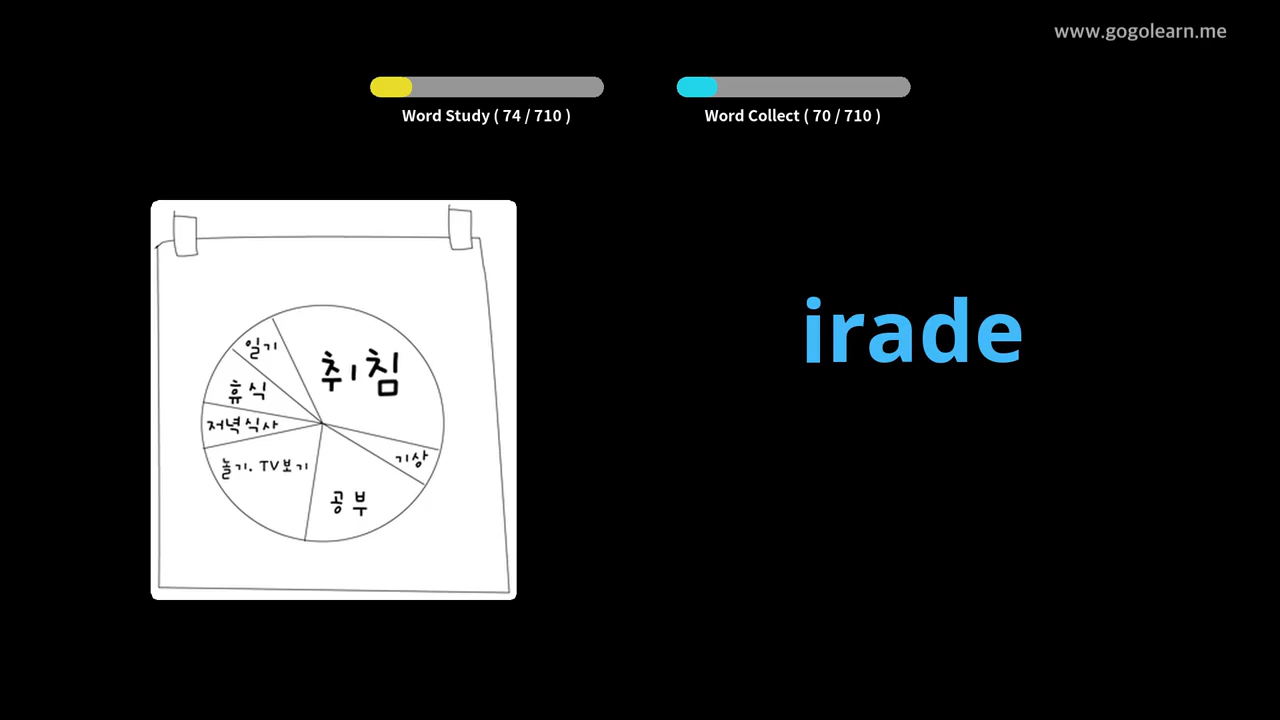 www.gogolearn.me
Word Study ( 74 / 710 )
Word Collect ( 70 / 710 )
일기
취침
휴식
저녁식사
놀기. TV보기
기상
공부
irade